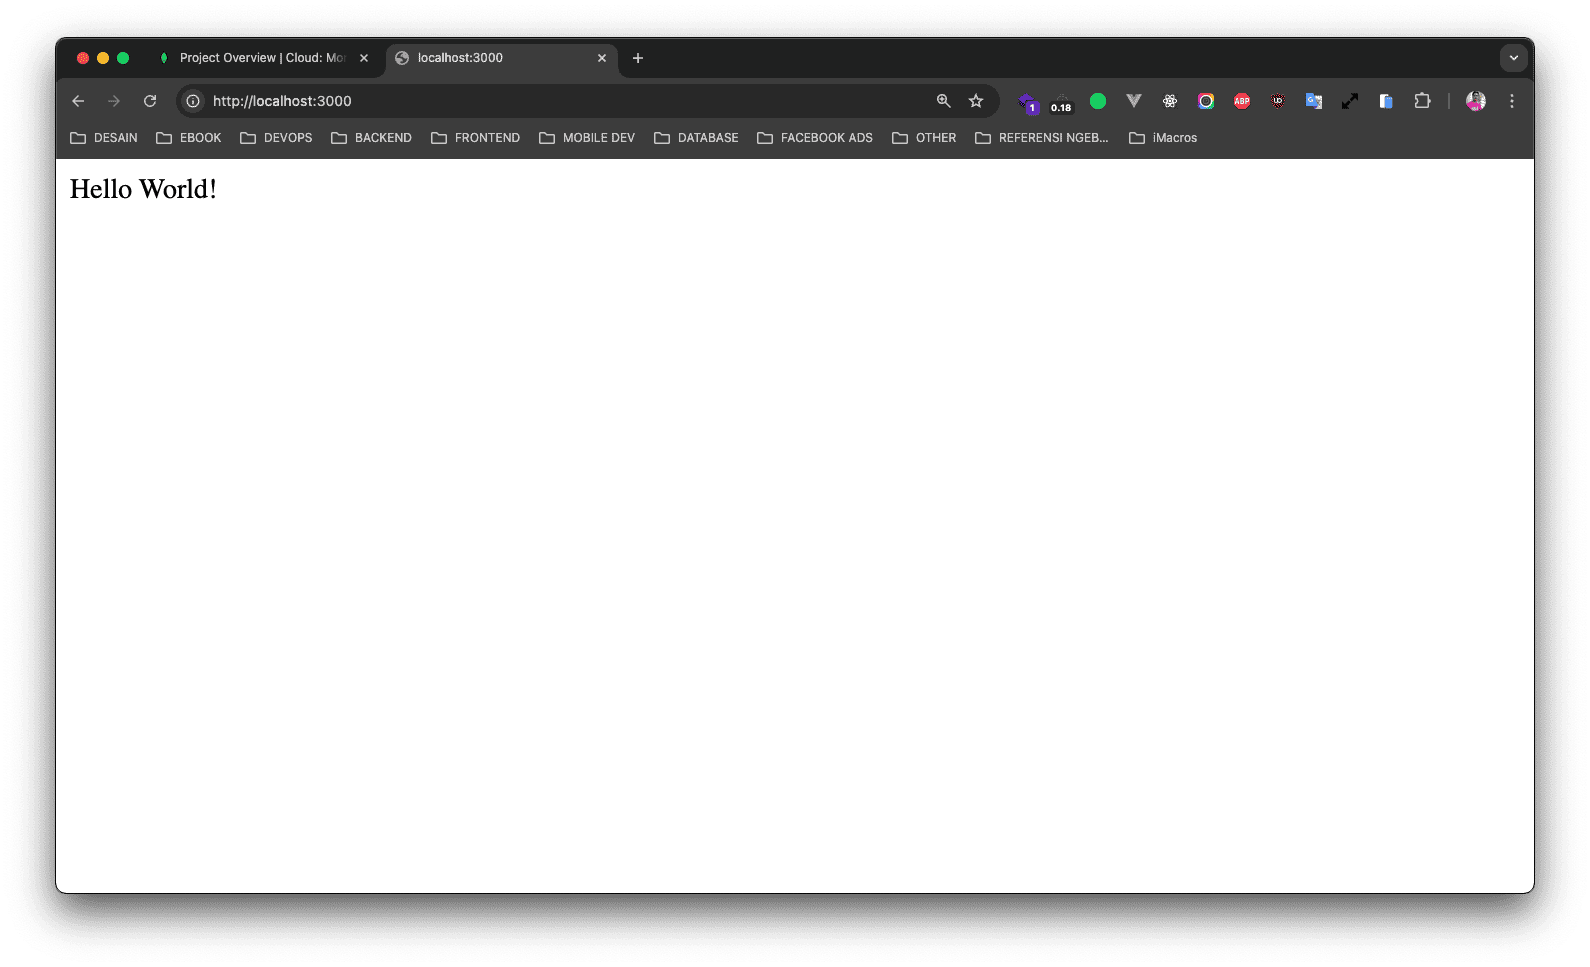 Project Overview | Cloud: Mon
localhost:3000
http://localhost:3000
1
0.18
ABP
DESAIN
EBOOK
DEVOPS
BACKEND
FRONTEND
MOBILE DEV
DATABASE
FACEBOOK ADS
OTHER
REFERENSI NGEB...
iMacros
Hello World!